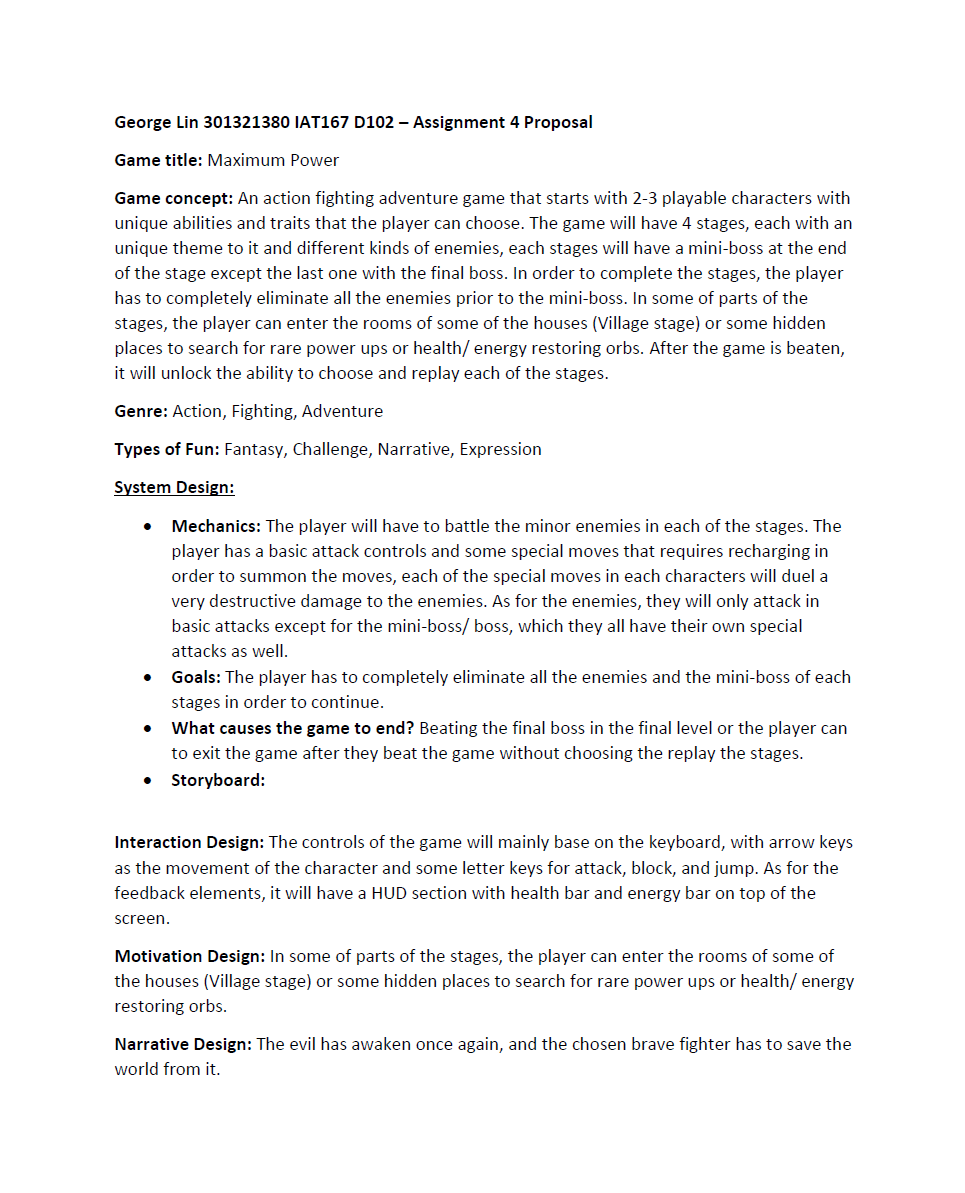 George Lin 301321380 IAT167 D102 – Assignment 4 Proposal
Game title: Maximum Power
Game concept: An action fighting adventure game that starts with 2-3 playable characters with
unique abilities and traits that the player can choose. The game will have 4 stages, each with an
unique theme to it and different kinds of enemies, each stages will have a mini-boss at the end
of the stage except the last one with the final boss. In order to complete the stages, the player
has to completely eliminate all the enemies prior to the mini-boss. In some of parts of the
stages, the player can enter the rooms of some of the houses (Village stage) or some hidden
places to search for rare power ups or health/ energy restoring orbs. After the game is beaten,
it will unlock the ability to choose and replay each of the stages.
Genre: Action, Fighting, Adventure
Types of Fun: Fantasy, Challenge, Narrative, Expression
System Design:
• Mechanics: The player will have to battle the minor enemies in each of the stages. The
player has a basic attack controls and some special moves that requires recharging in
order to summon the moves, each of the special moves in each characters will duel a
very destructive damage to the enemies. As for the enemies, they will only attack in
basic attacks except for the mini-boss/ boss, which they all have their own special
attacks as well.
• Goals: The player has to completely eliminate all the enemies and the mini-boss of each
stages in order to continue.
• What causes the game to end? Beating the final boss in the final level or the player can
to exit the game after they beat the game without choosing the replay the stages.
• Storyboard:
Interaction Design: The controls of the game will mainly base on the keyboard, with arrow keys
as the movement of the character and some letter keys for attack, block, and jump. As for the
feedback elements, it will have a HUD section with health bar and energy bar on top of the
screen.
Motivation Design: In some of parts of the stages, the player can enter the rooms of some of
the houses (Village stage) or some hidden places to search for rare power ups or health/ energy
restoring orbs.
Narrative Design: The evil has awaken once again, and the chosen brave fighter has to save the
world from it.